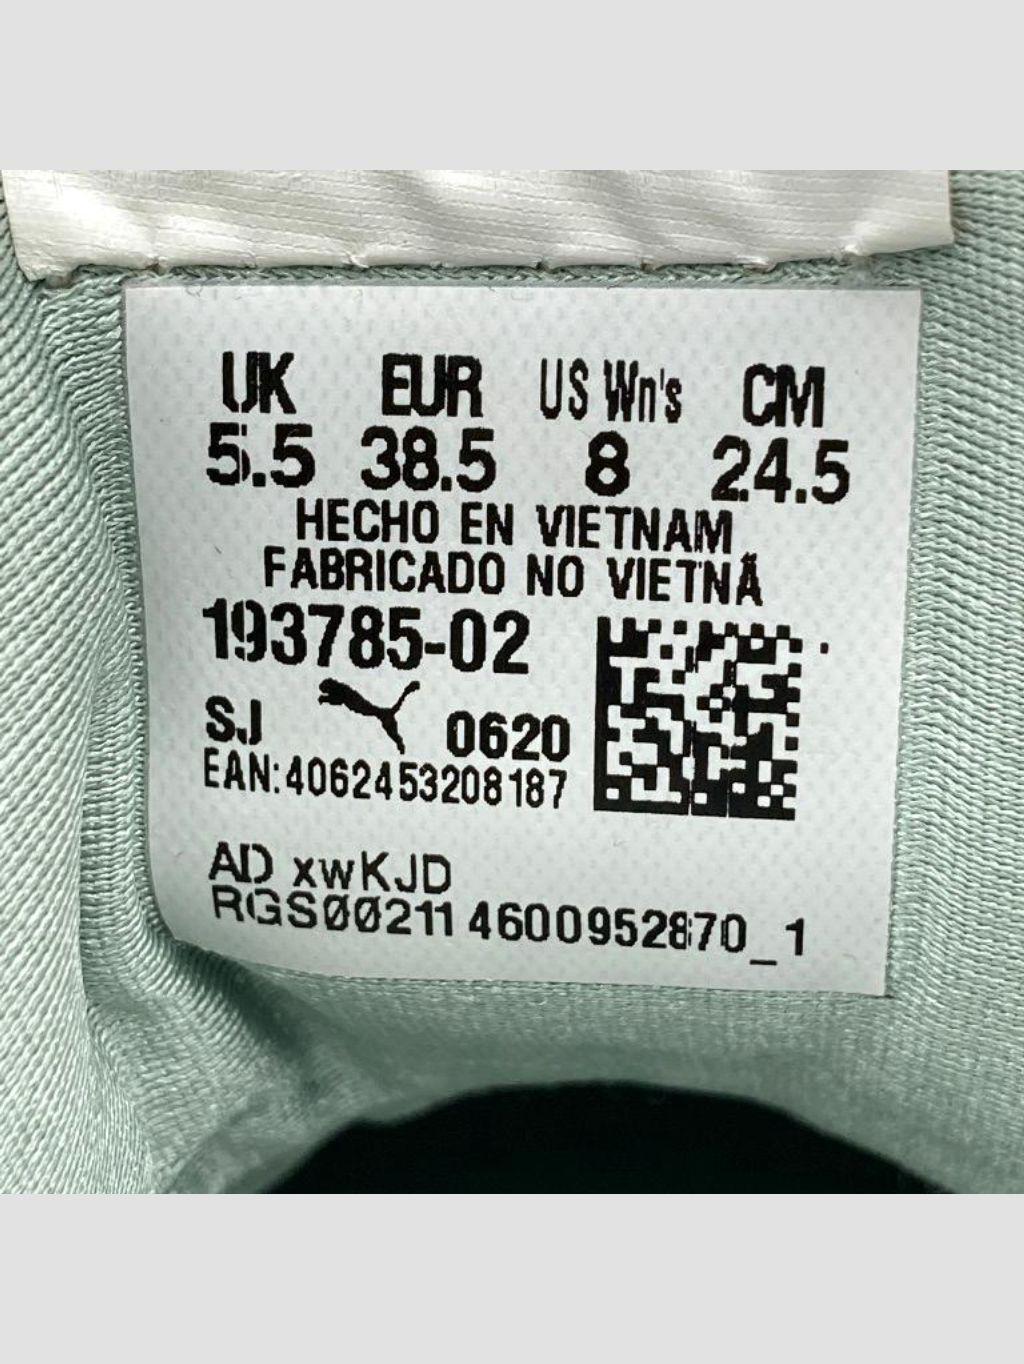 UK EUR US Wn's CM
5.5 38.5 8 24.5
HECHO EN VIETNAM
FABRICADO NO VIETNÃ
193785-02
SJ 0620
EAN:4062453208187
AD xwKJD
RGS00211 4600952870_1